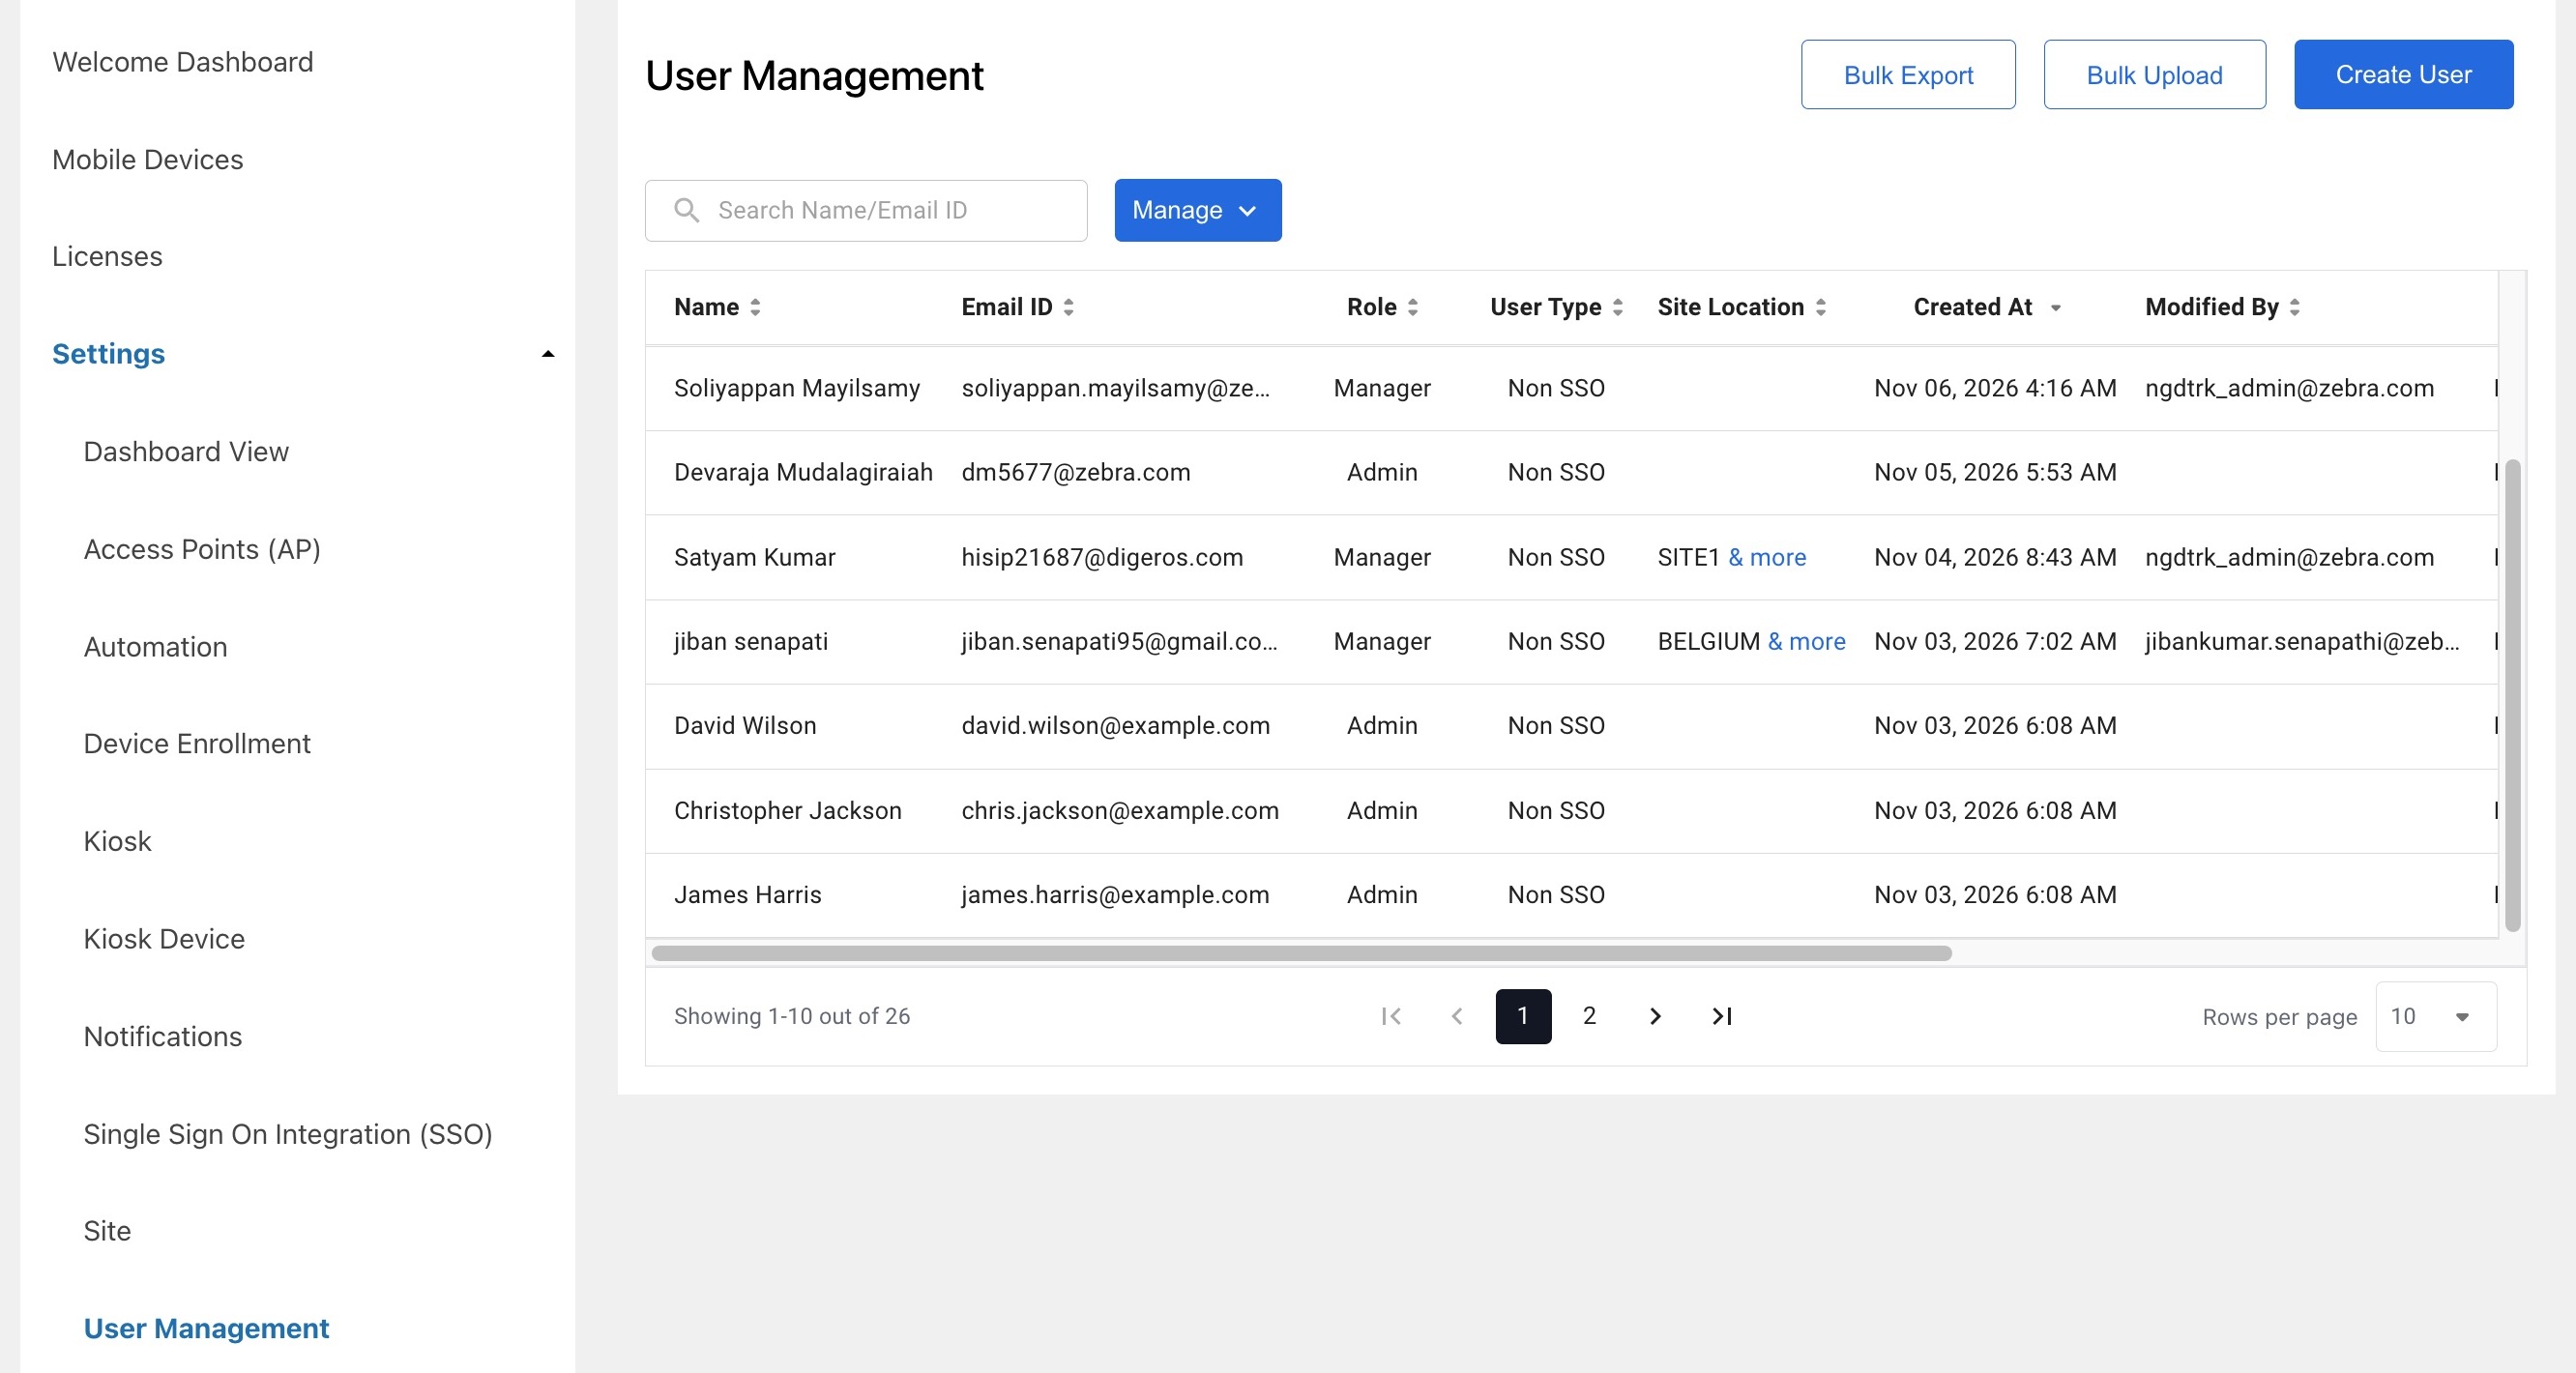 Welcome Dashboard
Mobile Devices
Licenses
Settings
Dashboard View
Access Points (AP)
Automation
Device Enrollment
Kiosk
Kiosk Device
Notifications
Single Sign On Integration (SSO)
Site
User Management
User Management
Bulk Export
Bulk Upload
Create User
Search Name/Email ID
Manage
Name Email ID Role User Type Site Location Created At Modified By
Soliyappan Mayilsamy soliyappan.mayilsamy@ze... Manager Non SSO Nov 06, 2026 4:16 AM ngdtrk_admin@zebra.com
Devaraja Mudalagiraiah dm5677@zebra.com Admin Non SSO Nov 05, 2026 5:53 AM
Satyam Kumar hisip21687@digeros.com Manager Non SSO SITE1 & more Nov 04, 2026 8:43 AM ngdtrk_admin@zebra.com
jiban senapati jiban.senapati95@gmail.co... Manager Non SSO BELGIUM & more Nov 03, 2026 7:02 AM jibankumar.senapathi@zeb...
David Wilson david.wilson@example.com Admin Non SSO Nov 03, 2026 6:08 AM
Christopher Jackson chris.jackson@example.com Admin Non SSO Nov 03, 2026 6:08 AM
James Harris james.harris@example.com Admin Non SSO Nov 03, 2026 6:08 AM
Showing 1-10 out of 26
1 2
Rows per page 10